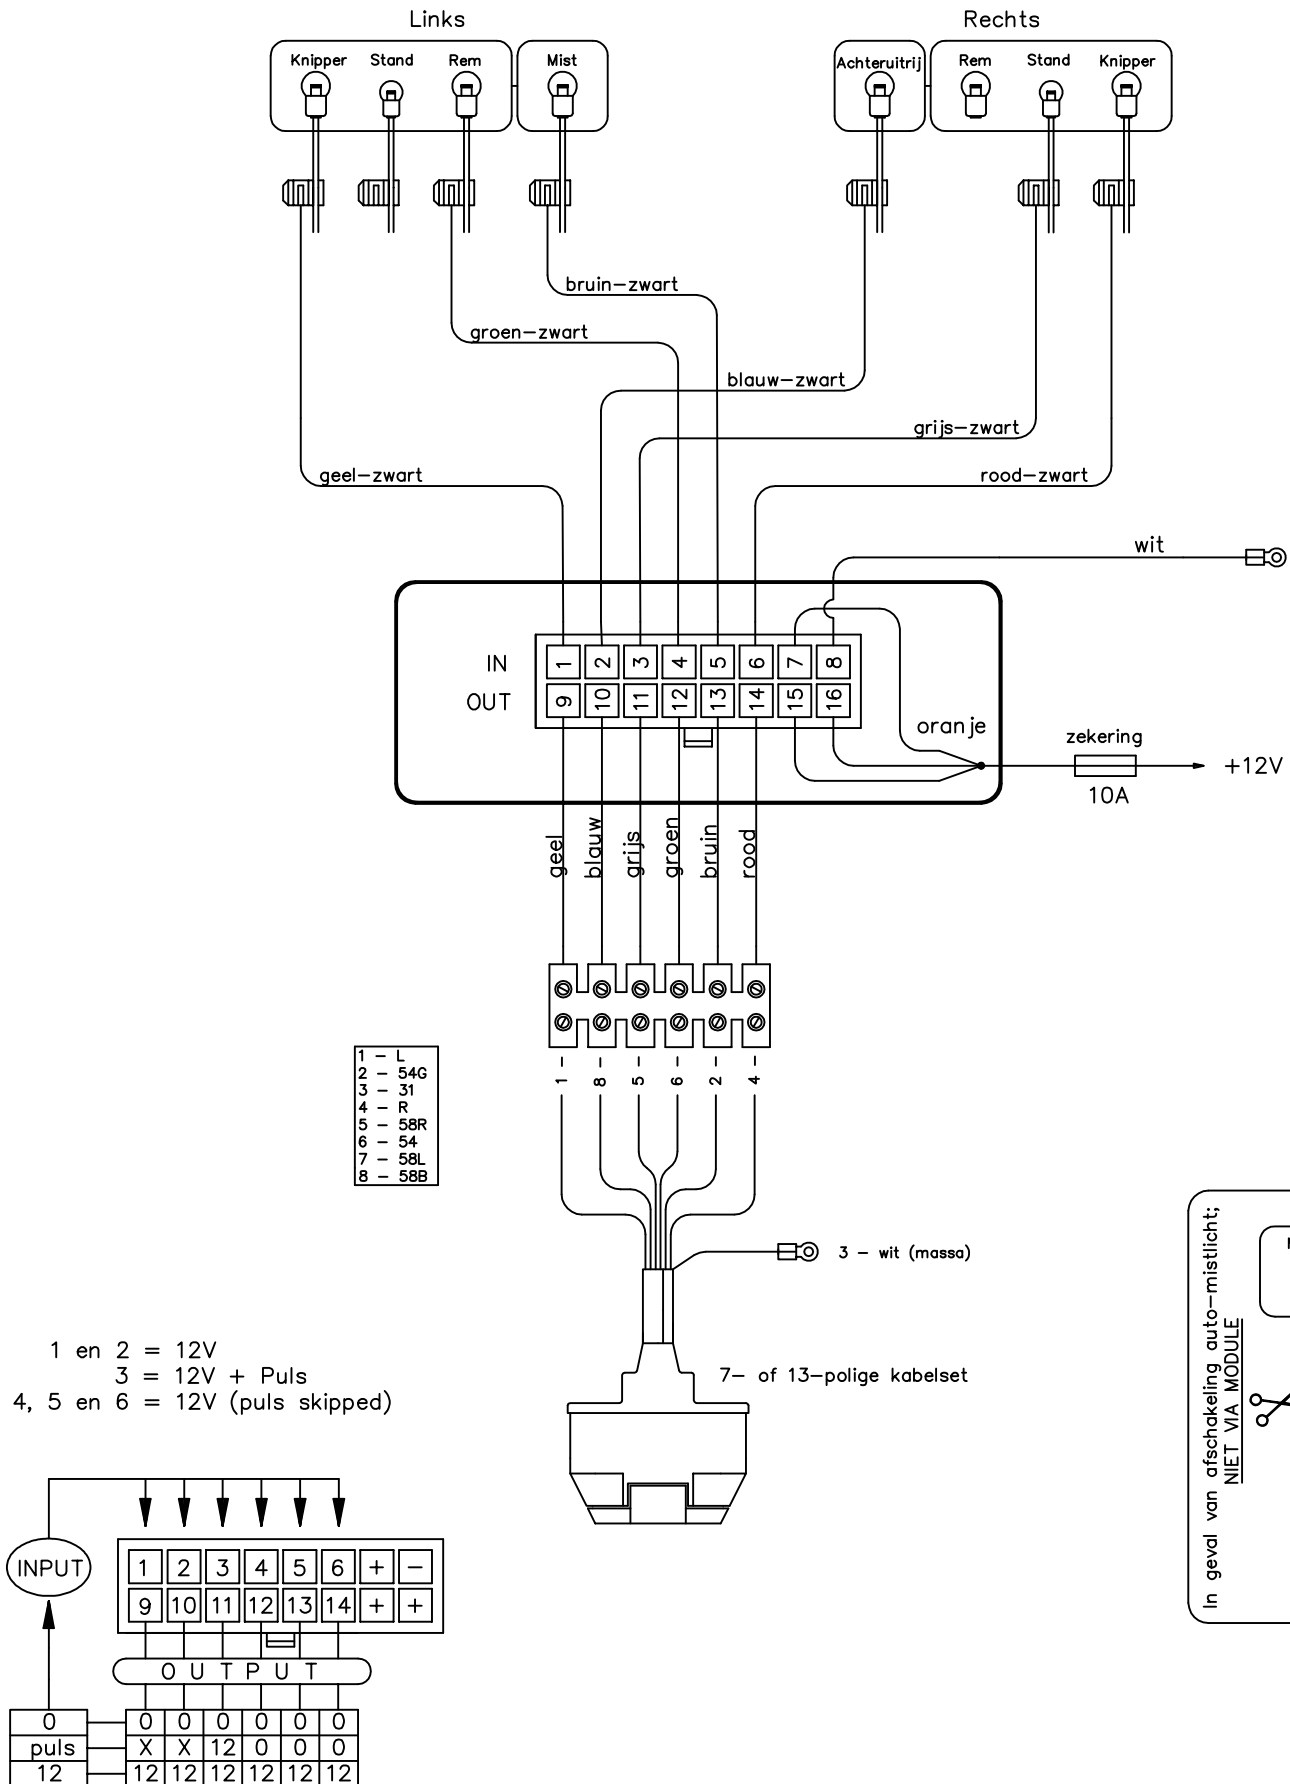 Links
Rechts
Knipper Stand Rem Mist
Achteruitrij Rem Stand Knipper
bruin-zwart
groen-zwart
blauw-zwart
grijs-zwart
geel-zwart
rood-zwart
wit
IN 1 2 3 4 5 6 7 8
OUT 9 10 11 12 13 14 15 16
oranje
zekering
+12V
10A
geel
blauw
grijs
groen
bruin
rood
1 - L
2 - 54G
3 - 31
4 - R
5 - 58R
6 - 54
7 - 58L
8 - 58B
1 - 8 - 5 - 6 - 2 - 4 -
3 - wit (massa)
7- of 13-polige kabelset
In geval van afschakeling auto-mistlicht;
NIET VIA MODULE
1 en 2 = 12V
3 = 12V + Puls
4, 5 en 6 = 12V (puls skipped)
INPUT
1 2 3 4 5 6 + -
9 10 11 12 13 14 + +
OUTPUT
0 0 0 0 0 0 0
puls X X 12 0 0 0
12 12 12 12 12 12 12